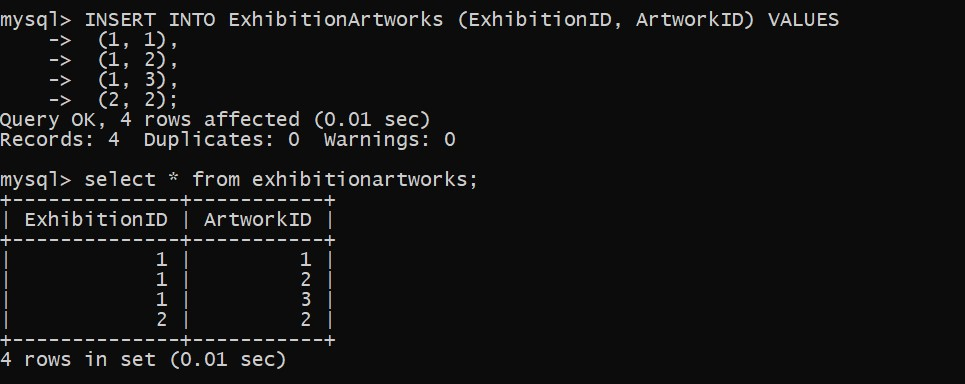 mysql> INSERT INTO ExhibitionArtworks (ExhibitionID, ArtworkID) VALUES
    ->  (1, 1),
    ->  (1, 2),
    ->  (1, 3),
    ->  (2, 2);
Query OK, 4 rows affected (0.01 sec)
Records: 4  Duplicates: 0  Warnings: 0

mysql> select * from exhibitionartworks;
+--------------+-----------+
| ExhibitionID | ArtworkID |
+--------------+-----------+
|            1 |         1 |
|            1 |         2 |
|            1 |         3 |
|            2 |         2 |
+--------------+-----------+
4 rows in set (0.01 sec)